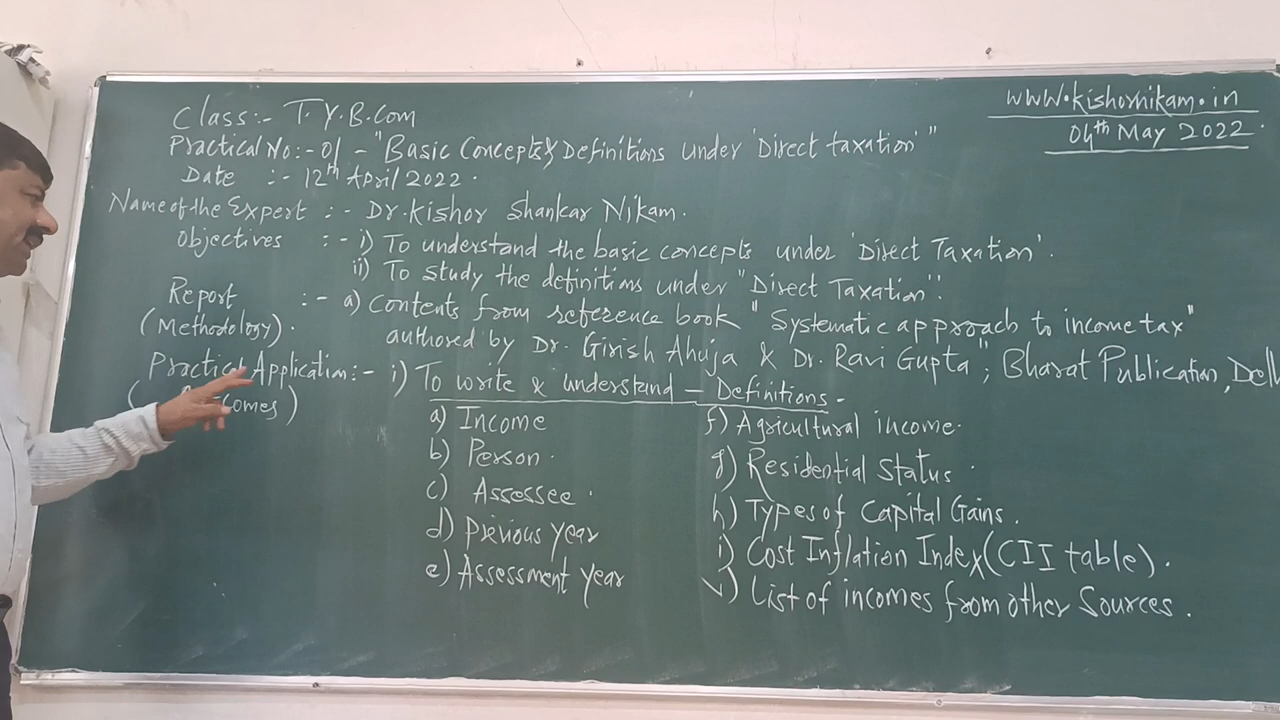 www.kishornikam.in
04th May 2022.
Class:- T.Y.B.Com
Practical No:-01 - "Basic Concepts & Definitions under 'Direct taxation'"
Date :- 12th April 2022.
Name of the Expert :- Dr. Kishor Shankar Nikam.
Objectives :- i) To understand the basic concepts under 'Direct Taxation'.
ii) To study the definitions under "Direct Taxation".
Report :- a) Contents from reference book "Systematic approach to income tax"
(Methodology). authored by Dr. Girish Ahuja & Dr. Ravi Gupta"; Bharat Publication, Delh
Practical Application:- i) To write & understand - Definitions -
( comes)
a) Income
b) Person.
c) Assessee.
d) Previous year
e) Assessment year
f) Agricultural income.
g) Residential Status.
h) Types of Capital Gains.
i) Cost Inflation Index (CII table).
v) List of incomes from other Sources.